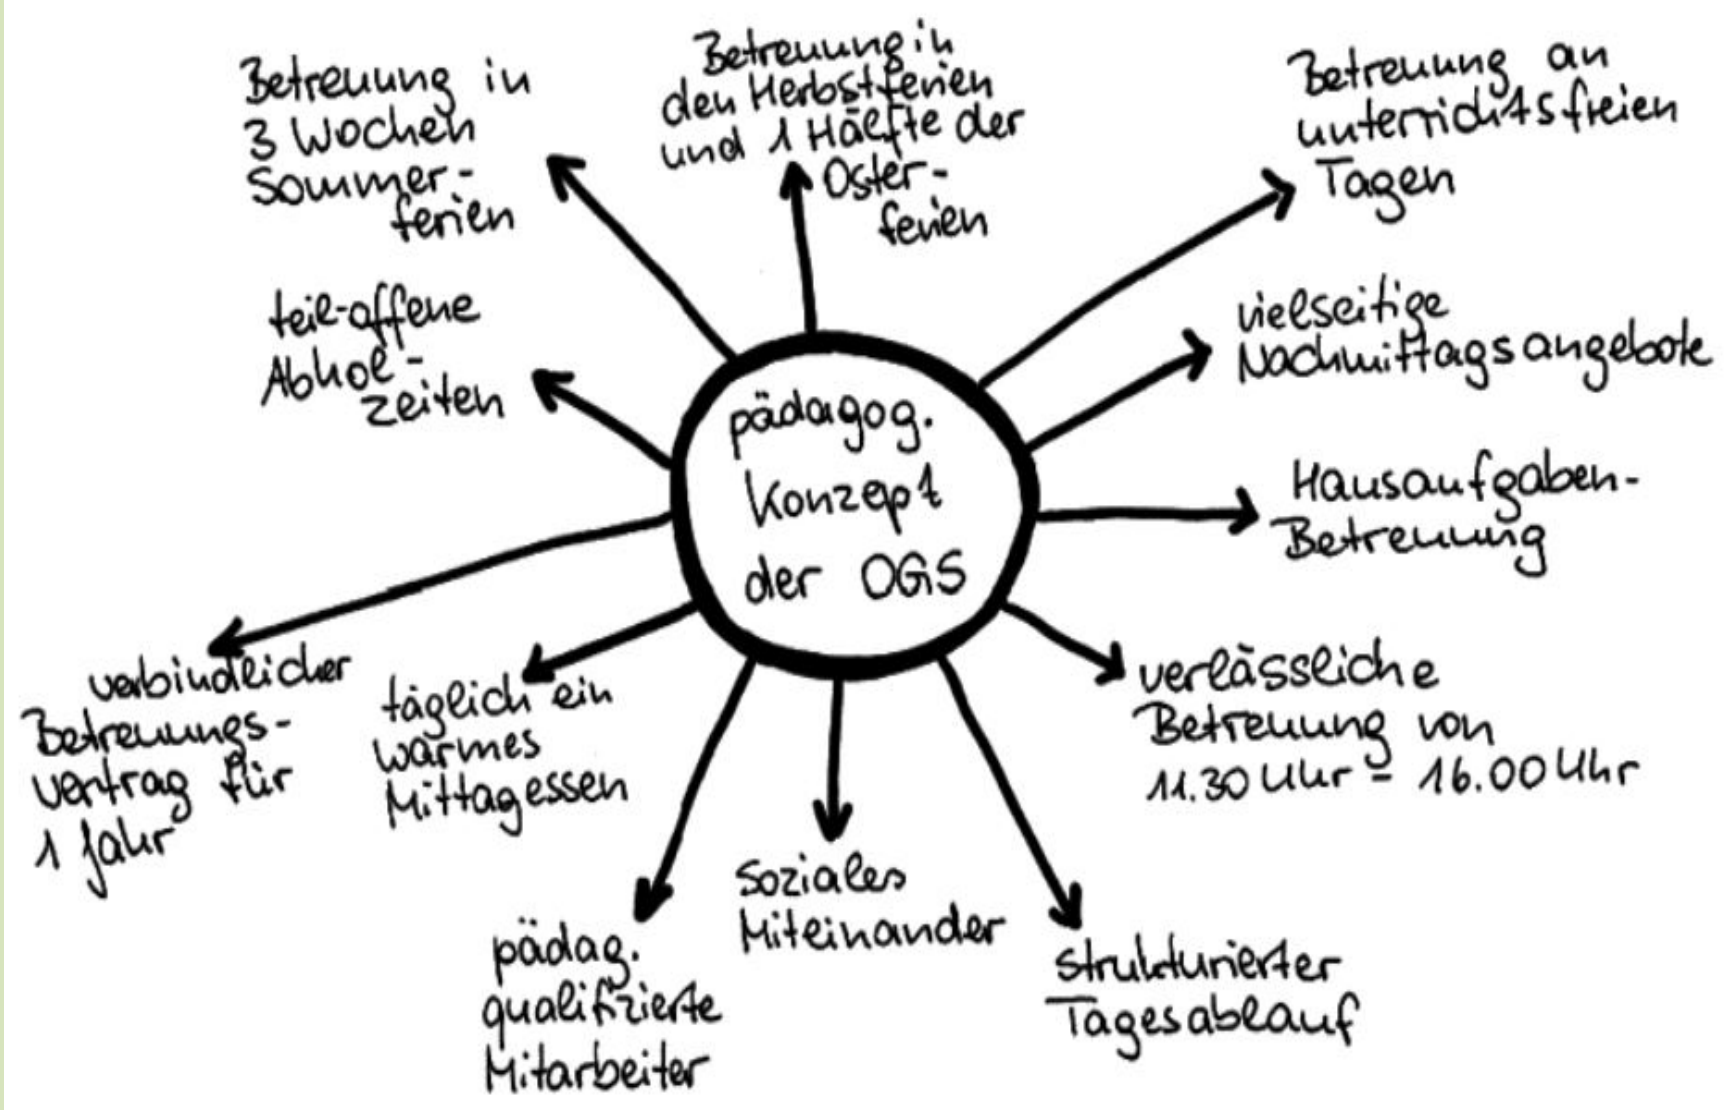 Betreuung in
3 Wochen
Sommer-
ferien
Betreuung in
den Herbstferien
und 1 Hälfte der
Oster-
ferien
Betreuung an
unterrichtsfreien
Tagen
teil-offene
Abhol-
zeiten
vielseitige
Nachmittagsangebote
pädagog.
Konzept
der OGS
Hausaufgaben-
Betreuung
verbindlicher
Betreuungs-
vertrag für
1 Jahr
täglich ein
warmes
Mittagessen
verlässliche
Betreuung von
11.30 Uhr - 16.00 Uhr
pädag.
qualifizierte
Mitarbeiter
Soziales
Miteinander
strukturierter
Tagesablauf